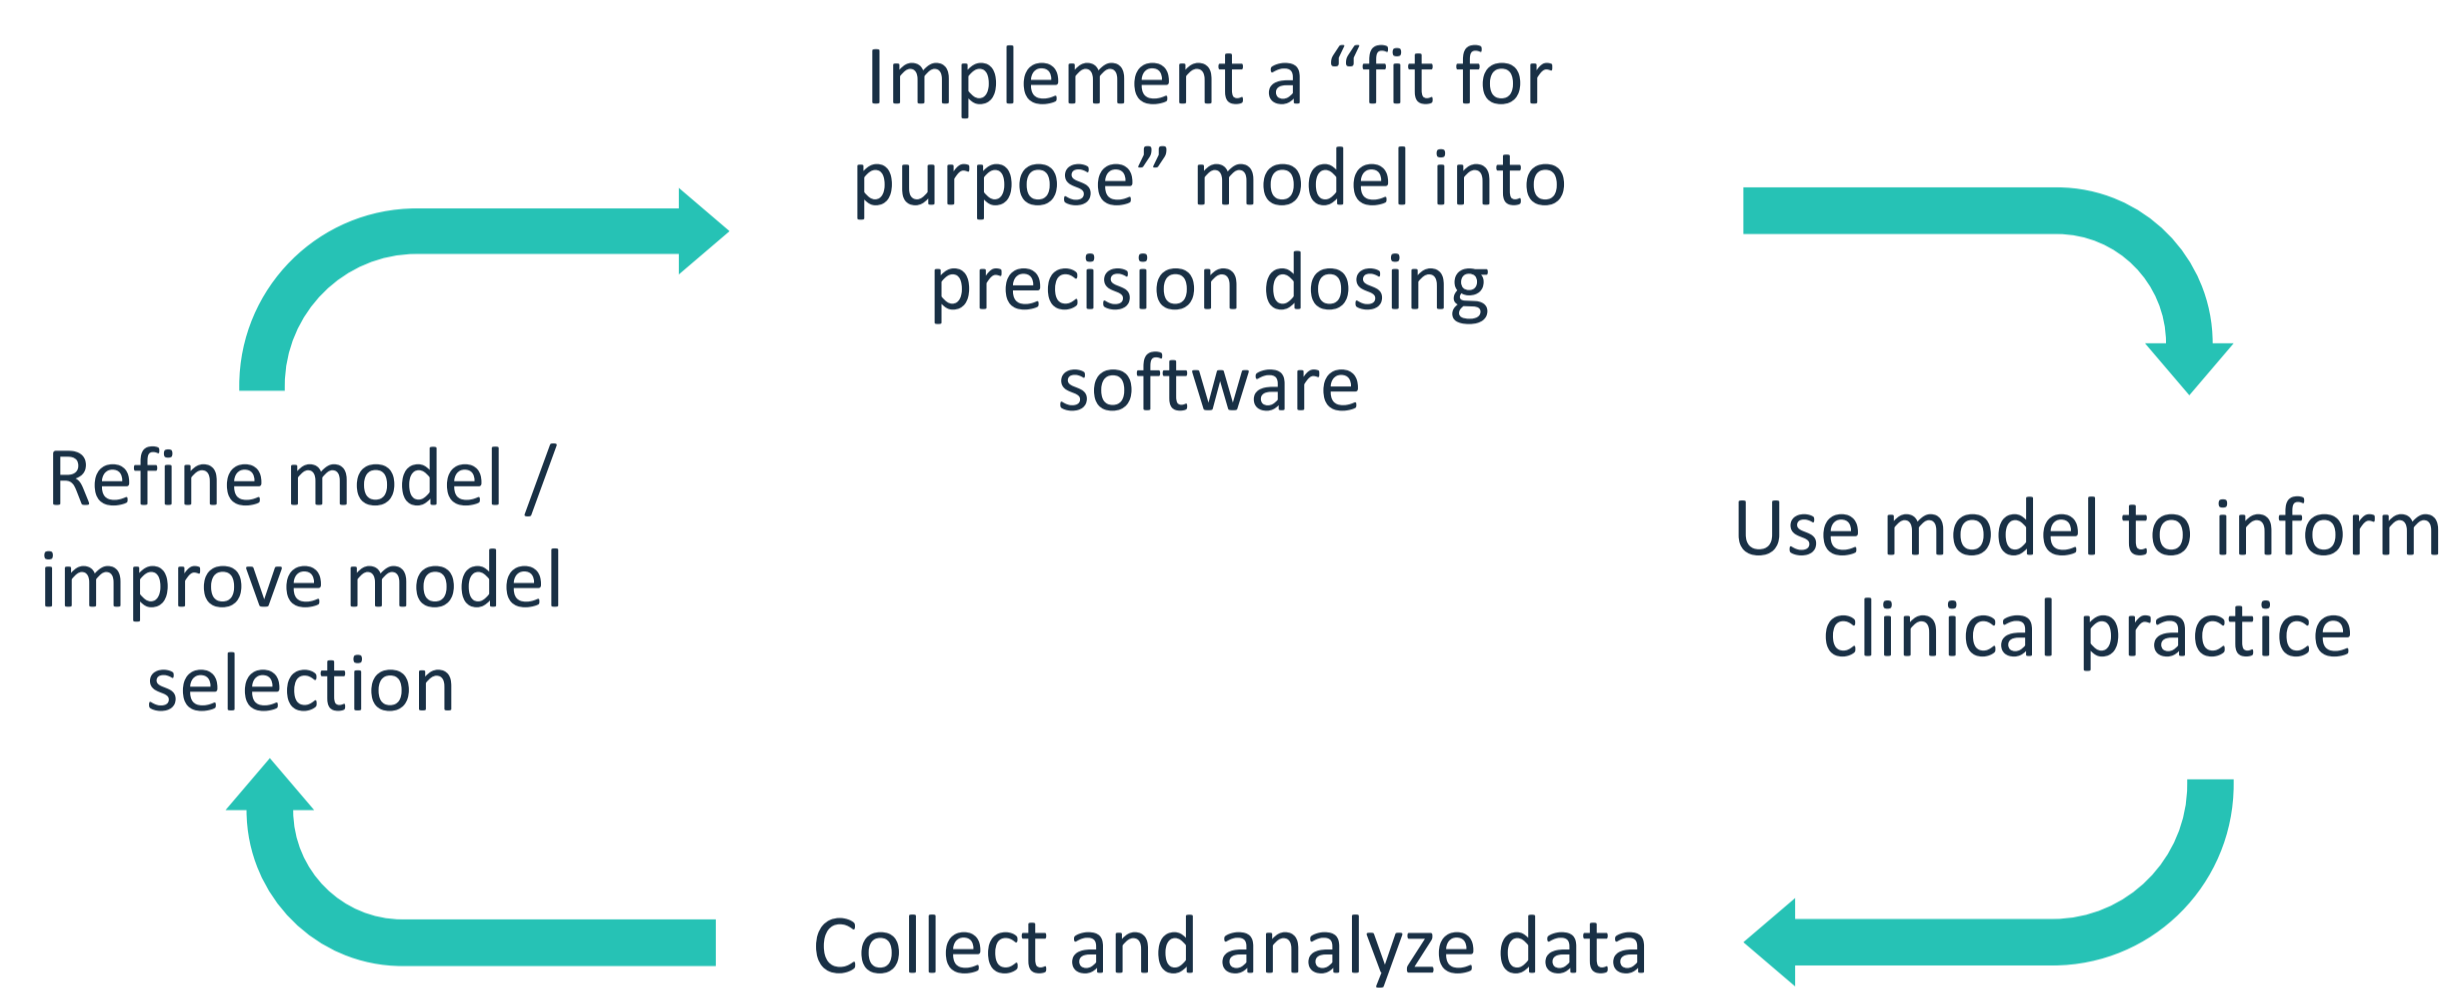 Implement a “fit for
purpose” model into
precision dosing
software
Use model to inform
clinical practice
Collect and analyze data
Refine model /
improve model
selection